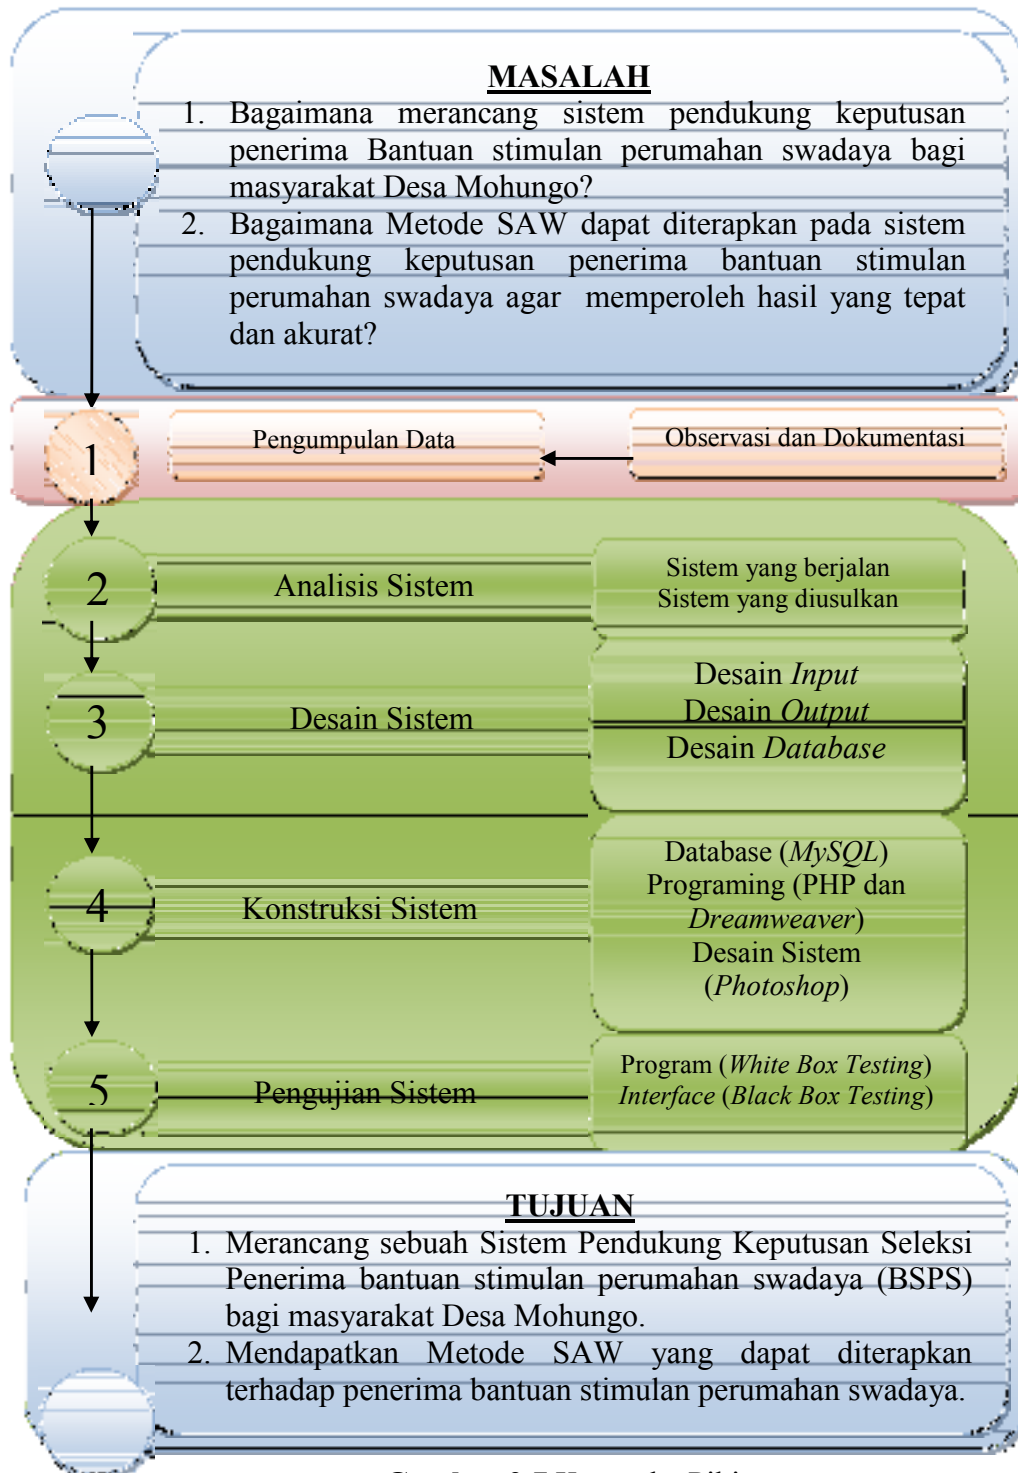 MASALAH
1. Bagaimana merancang sistem pendukung keputusan
penerima Bantuan stimulan perumahan swadaya bagi
masyarakat Desa Mohungo?
2. Bagaimana Metode SAW dapat diterapkan pada sistem
pendukung keputusan penerima bantuan stimulan
perumahan swadaya agar memperoleh hasil yang tepat
dan akurat?
1
Pengumpulan Data
Observasi dan Dokumentasi
2
Analisis Sistem
Sistem yang berjalan
Sistem yang diusulkan
3
Desain Sistem
Desain Input
Desain Output
Desain Database
4
Konstruksi Sistem
Database (MySQL)
Programing (PHP dan
Dreamweaver)
Desain Sistem
(Photoshop)
5
Pengujian Sistem
Program (White Box Testing)
Interface (Black Box Testing)
TUJUAN
1. Merancang sebuah Sistem Pendukung Keputusan Seleksi
Penerima bantuan stimulan perumahan swadaya (BSPS)
bagi masyarakat Desa Mohungo.
2. Mendapatkan Metode SAW yang dapat diterapkan
terhadap penerima bantuan stimulan perumahan swadaya.